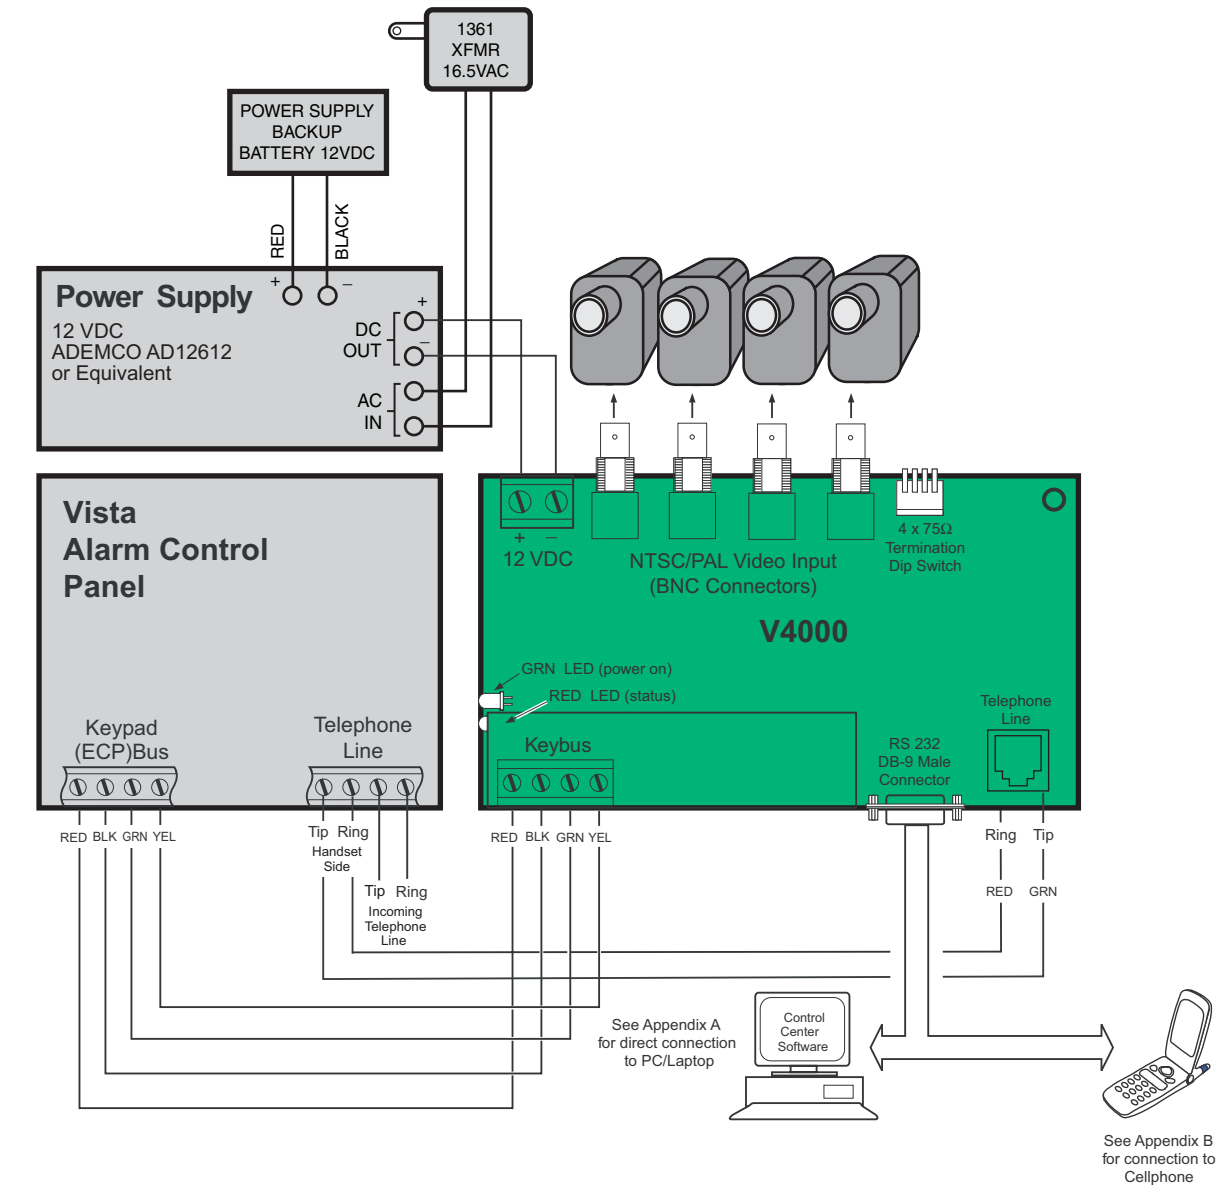 1361
XFMR
16.5VAC
POWER SUPPLY
BACKUP
BATTERY 12VDC
RED
BLACK
+
–
Power Supply
12 VDC
ADEMCO AD12612
or Equivalent
+
DC
OUT
–
AC
IN
Vista
Alarm Control
Panel
Keypad
(ECP)Bus
Telephone
Line
RED
BLK
GRN
YEL
Tip
Ring
Handset
Side
Tip
Ring
Incoming
Telephone
Line
+
–
12 VDC
NTSC/PAL Video Input
(BNC Connectors)
4 x 75Ω
Termination
Dip Switch
V4000
GRN LED (power on)
RED LED (status)
Keybus
RS 232
DB-9 Male
Connector
Telephone
Line
RED
BLK
GRN
YEL
Ring
Tip
RED
GRN
See Appendix A
for direct connection
to PC/Laptop
Control
Center
Software
See Appendix B
for connection to
Cellphone